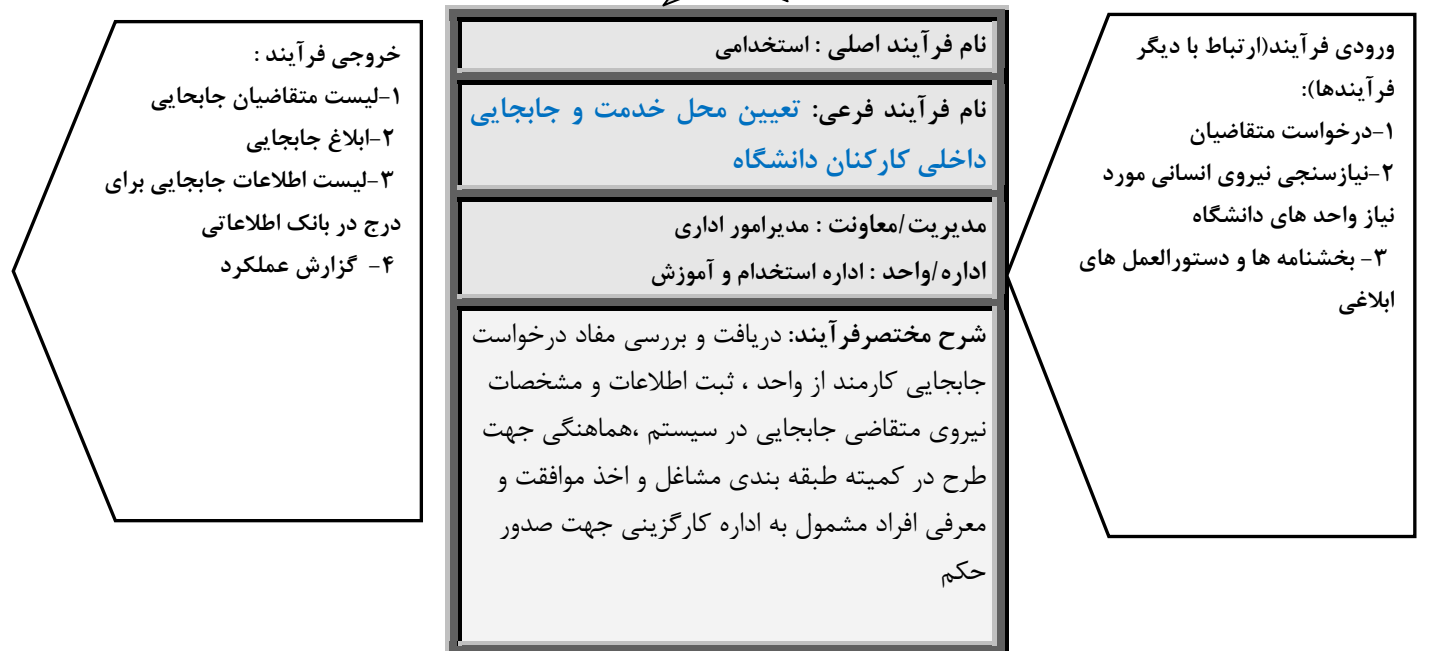 ورودی فرآیند(ارتباط با دیگر
فرآیندها):
۱-درخواست متقاضیان
۲-نیازسنجی نیروی انسانی مورد
نیاز واحد های دانشگاه
۳- بخشنامه ها و دستورالعمل های
ابلاغی
نام فرآیند اصلی : استخدامی
نام فرآیند فرعی: تعیین محل خدمت و جابجایی
داخلی کارکنان دانشگاه
مدیریت/معاونت : مدیرامور اداری
اداره/واحد : اداره استخدام و آموزش
شرح مختصرفرآیند: دریافت و بررسی مفاد درخواست
جابجایی کارمند از واحد ، ثبت اطلاعات و مشخصات
نیروی متقاضی جابجایی در سیستم ،هماهنگی جهت
طرح در کمیته طبقه بندی مشاغل و اخذ موافقت و
معرفی افراد مشمول به اداره کارگزینی جهت صدور
حکم
خروجی فرآیند :
۱-لیست متقاضیان جابحایی
۲-ابلاغ جابجایی
۳-لیست اطلاعات جابجایی برای
درج در بانک اطلاعاتی
۴- گزارش عملکرد